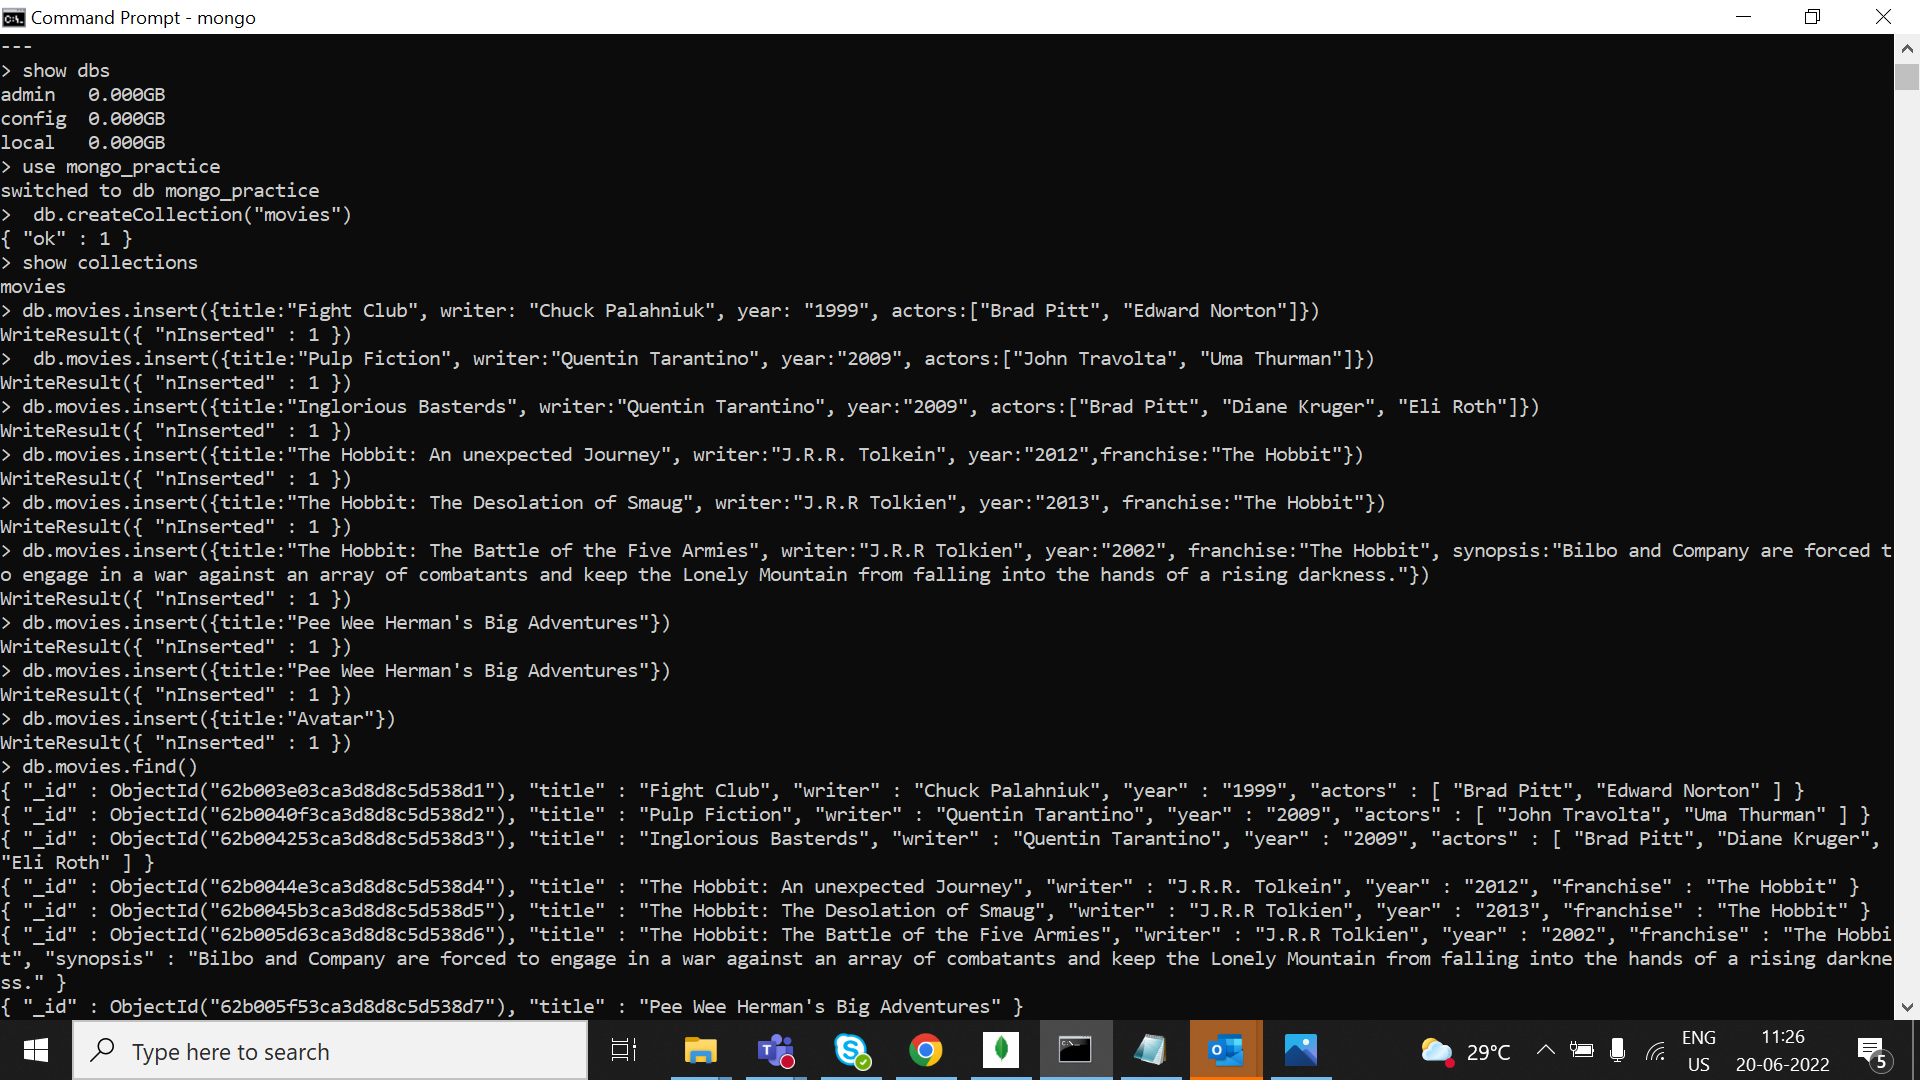 Command Prompt - mongo
---
> show dbs
admin   0.000GB
config  0.000GB
local   0.000GB
> use mongo_practice
switched to db mongo_practice
>  db.createCollection("movies")
{ "ok" : 1 }
> show collections
movies
> db.movies.insert({title:"Fight Club", writer: "Chuck Palahniuk", year: "1999", actors:["Brad Pitt", "Edward Norton"]})
WriteResult({ "nInserted" : 1 })
>  db.movies.insert({title:"Pulp Fiction", writer:"Quentin Tarantino", year:"2009", actors:["John Travolta", "Uma Thurman"]})
WriteResult({ "nInserted" : 1 })
> db.movies.insert({title:"Inglorious Basterds", writer:"Quentin Tarantino", year:"2009", actors:["Brad Pitt", "Diane Kruger", "Eli Roth"]})
WriteResult({ "nInserted" : 1 })
> db.movies.insert({title:"The Hobbit: An unexpected Journey", writer:"J.R.R. Tolkein", year:"2012",franchise:"The Hobbit"})
WriteResult({ "nInserted" : 1 })
> db.movies.insert({title:"The Hobbit: The Desolation of Smaug", writer:"J.R.R Tolkien", year:"2013", franchise:"The Hobbit"})
WriteResult({ "nInserted" : 1 })
> db.movies.insert({title:"The Hobbit: The Battle of the Five Armies", writer:"J.R.R Tolkien", year:"2002", franchise:"The Hobbit", synopsis:"Bilbo and Company are forced t
o engage in a war against an array of combatants and keep the Lonely Mountain from falling into the hands of a rising darkness."})
WriteResult({ "nInserted" : 1 })
> db.movies.insert({title:"Pee Wee Herman's Big Adventures"})
WriteResult({ "nInserted" : 1 })
> db.movies.insert({title:"Pee Wee Herman's Big Adventures"})
WriteResult({ "nInserted" : 1 })
> db.movies.insert({title:"Avatar"})
WriteResult({ "nInserted" : 1 })
> db.movies.find()
{ "_id" : ObjectId("62b003e03ca3d8d8c5d538d1"), "title" : "Fight Club", "writer" : "Chuck Palahniuk", "year" : "1999", "actors" : [ "Brad Pitt", "Edward Norton" ] }
{ "_id" : ObjectId("62b0040f3ca3d8d8c5d538d2"), "title" : "Pulp Fiction", "writer" : "Quentin Tarantino", "year" : "2009", "actors" : [ "John Travolta", "Uma Thurman" ] }
{ "_id" : ObjectId("62b004253ca3d8d8c5d538d3"), "title" : "Inglorious Basterds", "writer" : "Quentin Tarantino", "year" : "2009", "actors" : [ "Brad Pitt", "Diane Kruger",
"Eli Roth" ] }
{ "_id" : ObjectId("62b0044e3ca3d8d8c5d538d4"), "title" : "The Hobbit: An unexpected Journey", "writer" : "J.R.R. Tolkein", "year" : "2012", "franchise" : "The Hobbit" }
{ "_id" : ObjectId("62b0045b3ca3d8d8c5d538d5"), "title" : "The Hobbit: The Desolation of Smaug", "writer" : "J.R.R Tolkien", "year" : "2013", "franchise" : "The Hobbit" }
{ "_id" : ObjectId("62b005d63ca3d8d8c5d538d6"), "title" : "The Hobbit: The Battle of the Five Armies", "writer" : "J.R.R Tolkien", "year" : "2002", "franchise" : "The Hobbi
t", "synopsis" : "Bilbo and Company are forced to engage in a war against an array of combatants and keep the Lonely Mountain from falling into the hands of a rising darkne
ss." }
{ "_id" : ObjectId("62b005f53ca3d8d8c5d538d7"), "title" : "Pee Wee Herman's Big Adventures" }
Type here to search
29°C
ENG
US
11:26
20-06-2022
5